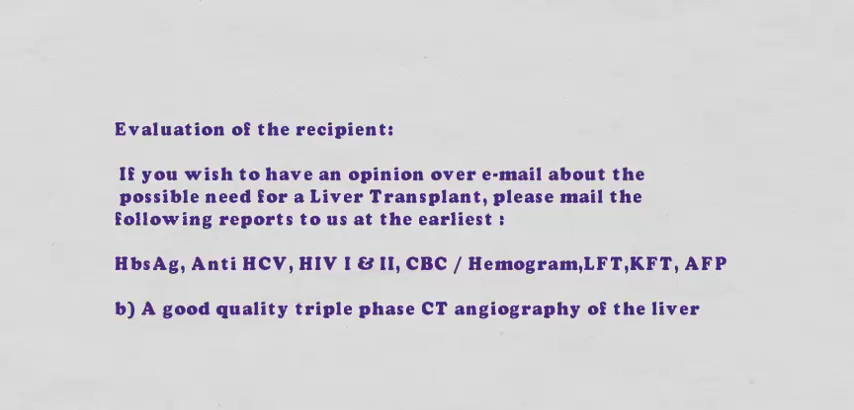 Evaluation of the recipient:
If you wish to have an opinion over e-mail about the
possible need for a Liver Transplant, please mail the
following reports to us at the earliest :
HbsAg, Anti HCV, HIV I & II, CBC / Hemogram,LFT,KFT, AFP
b) A good quality triple phase CT angiography of the liver